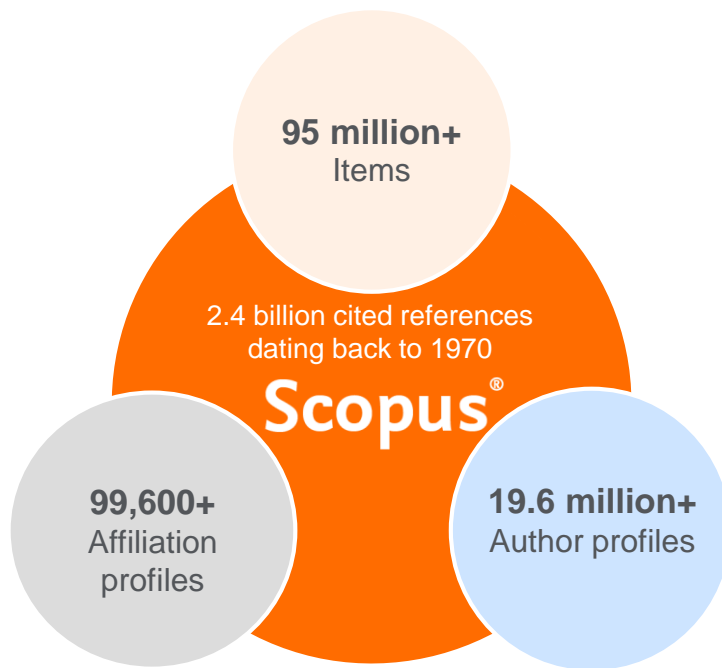 95 million+
Items
2.4 billion cited references
dating back to 1970
Scopus®
99,600+
Affiliation
profiles
19.6 million+
Author profiles